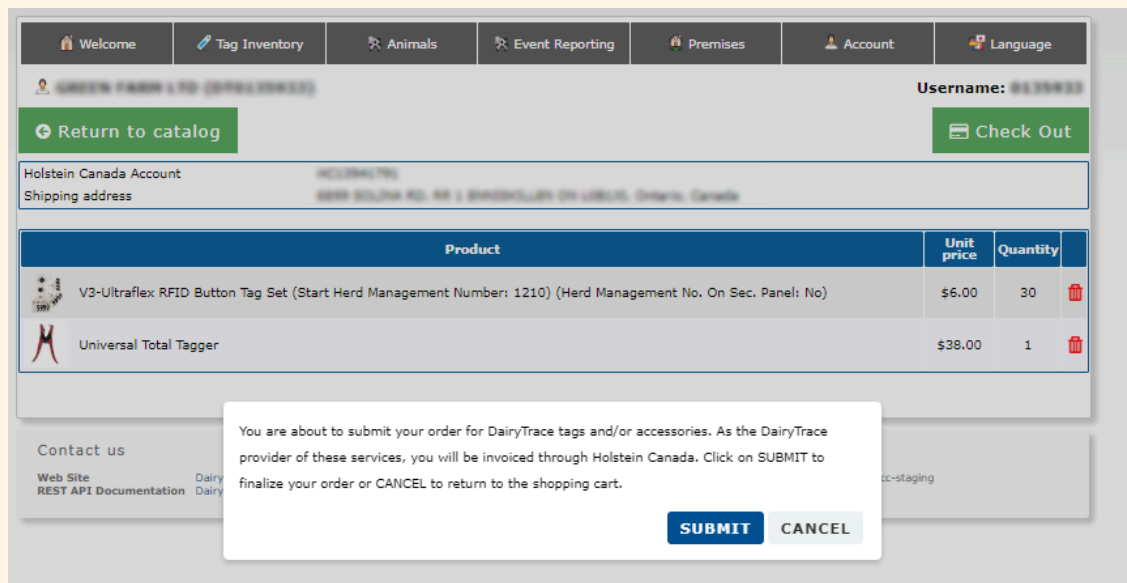 Welcome Tag Inventory Animals Event Reporting Premises Account Language
Username:
Return to catalog Check Out
Holstein Canada Account
Shipping address
Product Unit price Quantity
V3-Ultraflex RFID Button Tag Set (Start Herd Management Number: 1210) (Herd Management No. On Sec. Panel: No) $6.00 30
Universal Total Tagger $38.00 1
You are about to submit your order for DairyTrace tags and/or accessories. As the DairyTrace
provider of these services, you will be invoiced through Holstein Canada. Click on SUBMIT to
finalize your order or CANCEL to return to the shopping cart.
SUBMIT CANCEL
Contact us
Web Site Dairy cc-staging
REST API Documentation Dairy